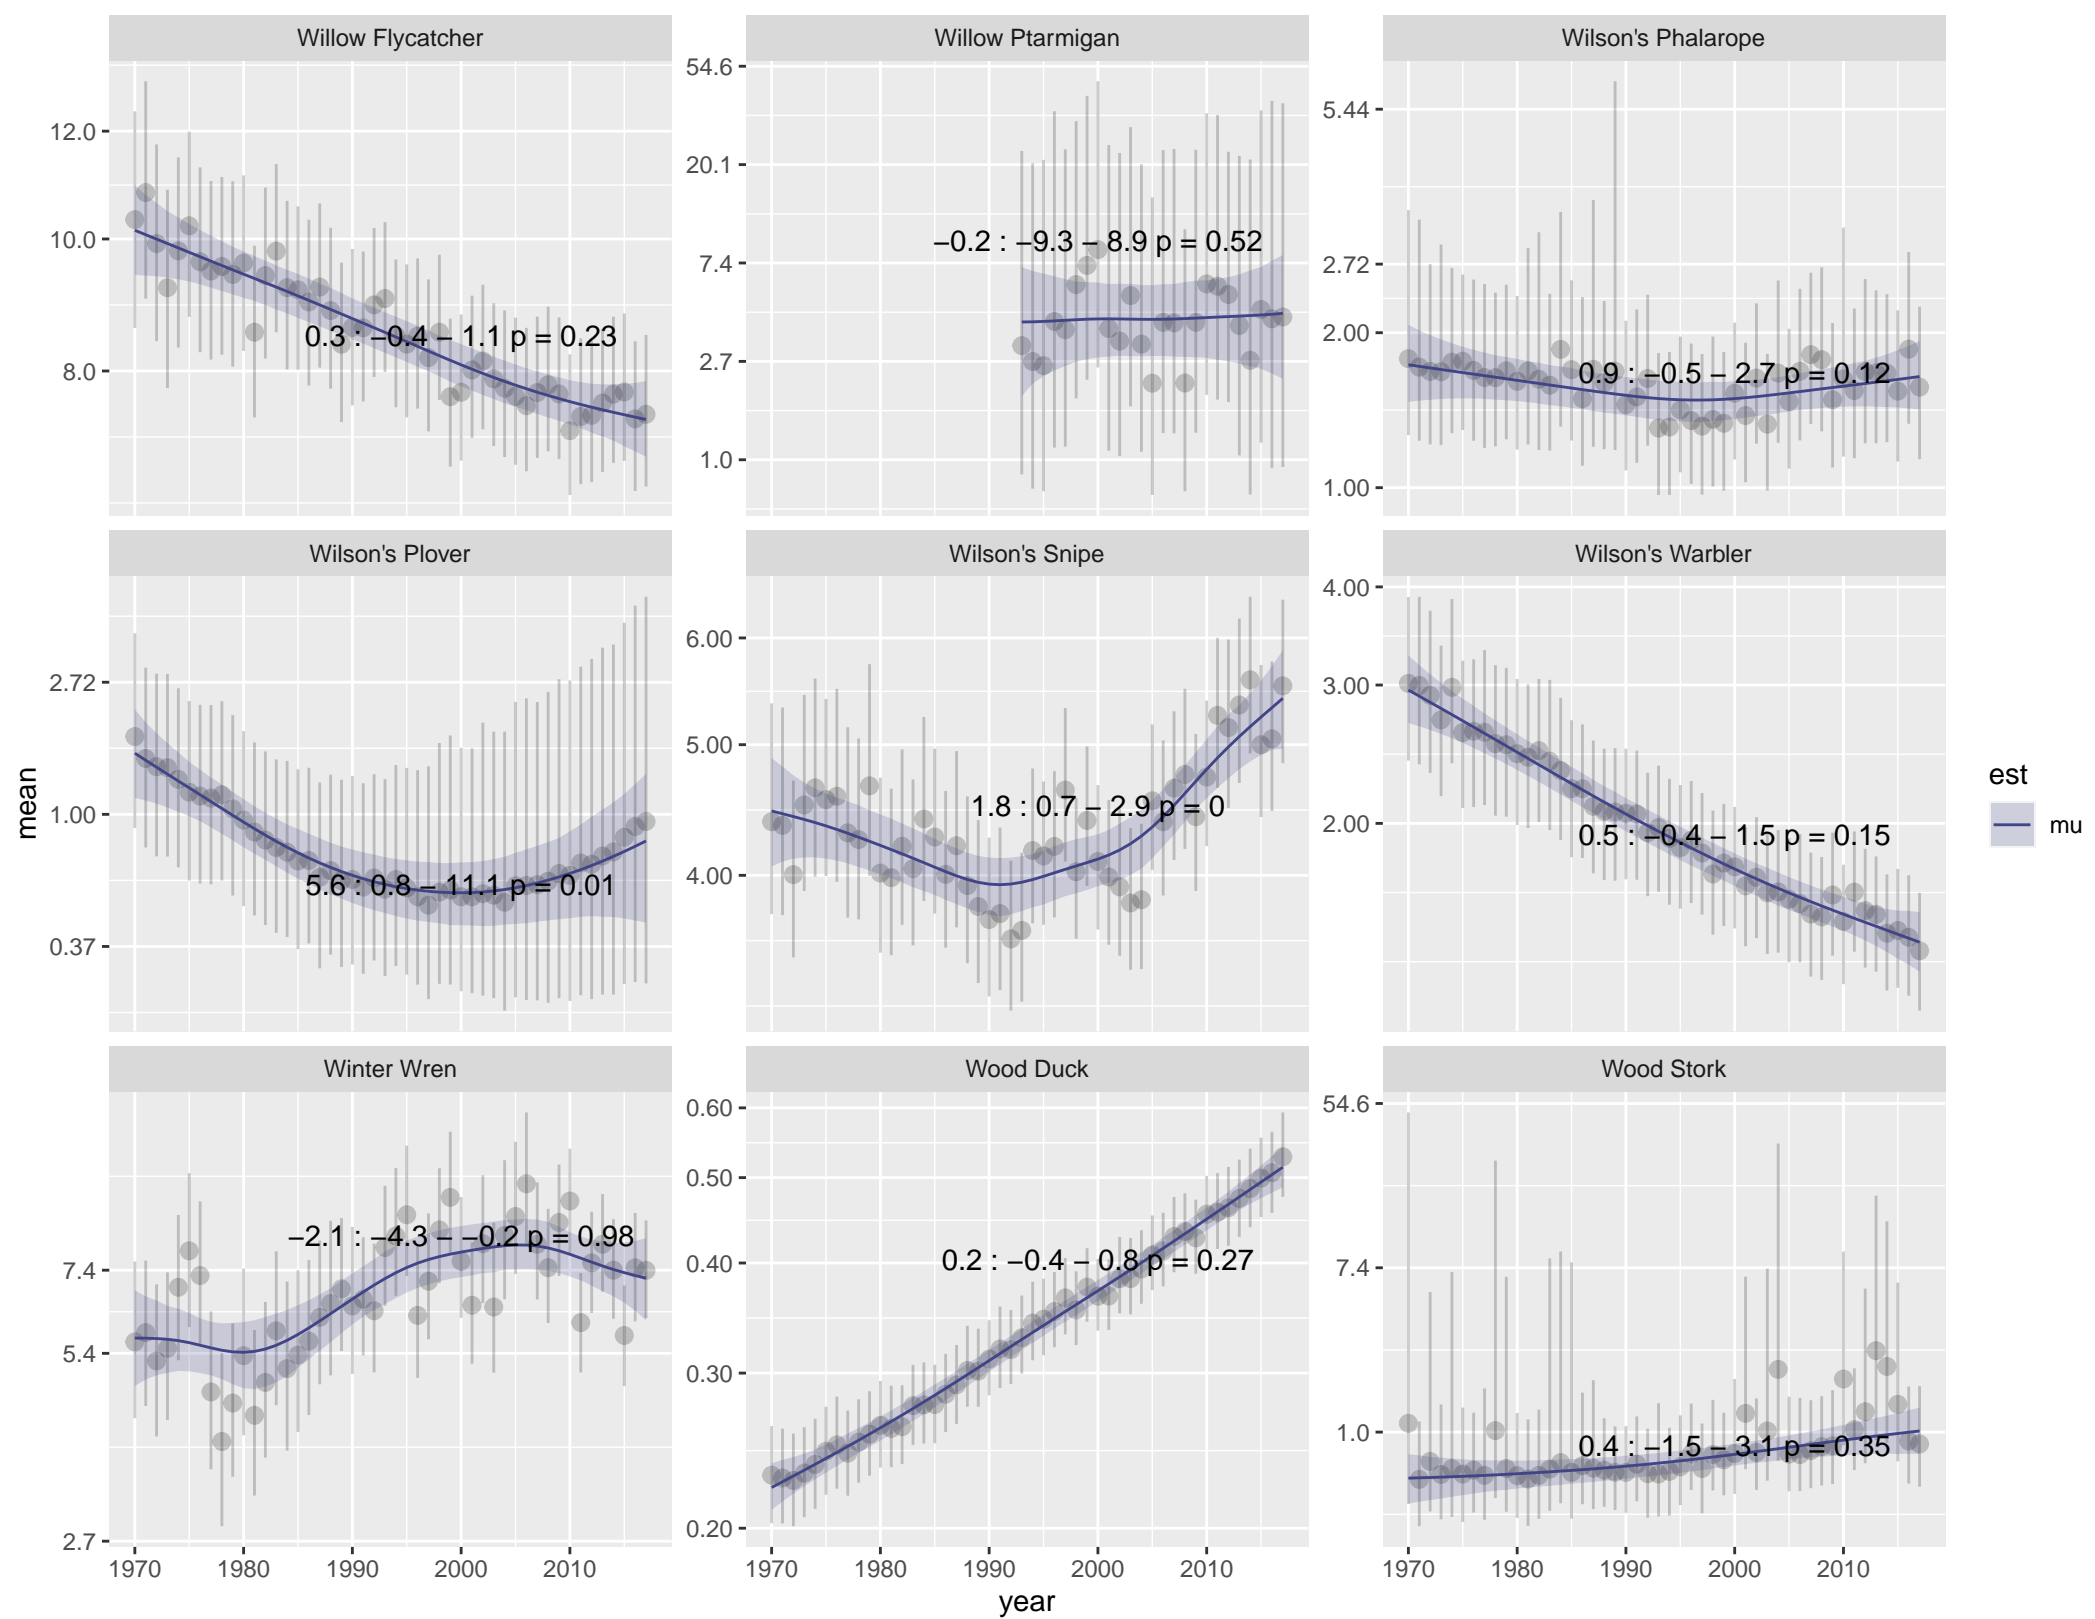 Willow Flycatcher
Willow Ptarmigan
Wilson's Phalarope
12.0
10.0
8.0
0.3 : −0.4 − 1.1 p = 0.23
54.6
20.1
7.4
2.7
1.0
−0.2 : −9.3 − 8.9 p = 0.52
5.44
2.72
2.00
1.00
0.9 : −0.5 − 2.7 p = 0.12
Wilson's Plover
Wilson's Snipe
Wilson's Warbler
mean
2.72
1.00
0.37
5.6 : 0.8 − 11.1 p = 0.01
6.00
5.00
4.00
1.8 : 0.7 − 2.9 p = 0
4.00
3.00
2.00
0.5 : −0.4 − 1.5 p = 0.15
est
mu
Winter Wren
Wood Duck
Wood Stork
7.4
5.4
2.7
−2.1 : −4.3 − −0.2 p = 0.98
0.60
0.50
0.40
0.30
0.20
0.2 : −0.4 − 0.8 p = 0.27
54.6
7.4
1.0
0.4 : −1.5 − 3.1 p = 0.35
1970 1980 1990 2000 2010
1970 1980 1990 2000 2010
1970 1980 1990 2000 2010
year